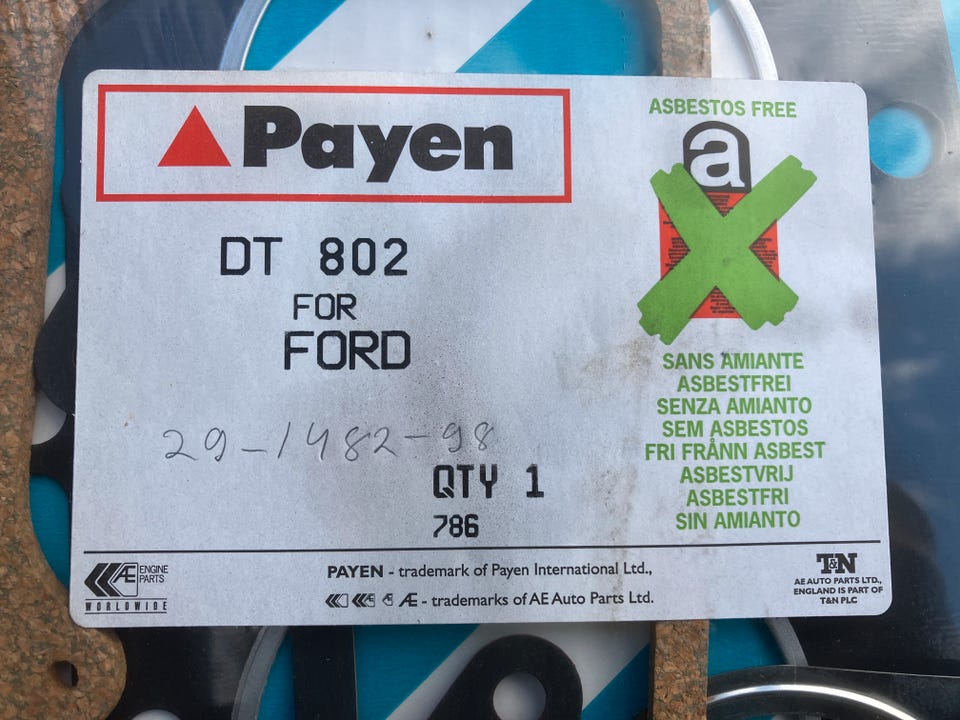 Payen
DT 802
FOR
FORD
29-1482-98
QTY 1
786
ASBESTOS FREE
a
SANS AMIANTE
ASBESTFREI
SENZA AMIANTO
SEM ASBESTOS
FRI FRÅNN ASBEST
ASBESTVRIJ
ASBESTFRI
SIN AMIANTO
AE ENGINE
PARTS
WORLDWIDE
PAYEN - trademark of Payen International Ltd.,
AE - trademarks of AE Auto Parts Ltd.
T&N
AE AUTO PARTS LTD.,
ENGLAND IS PART OF
T&N PLC